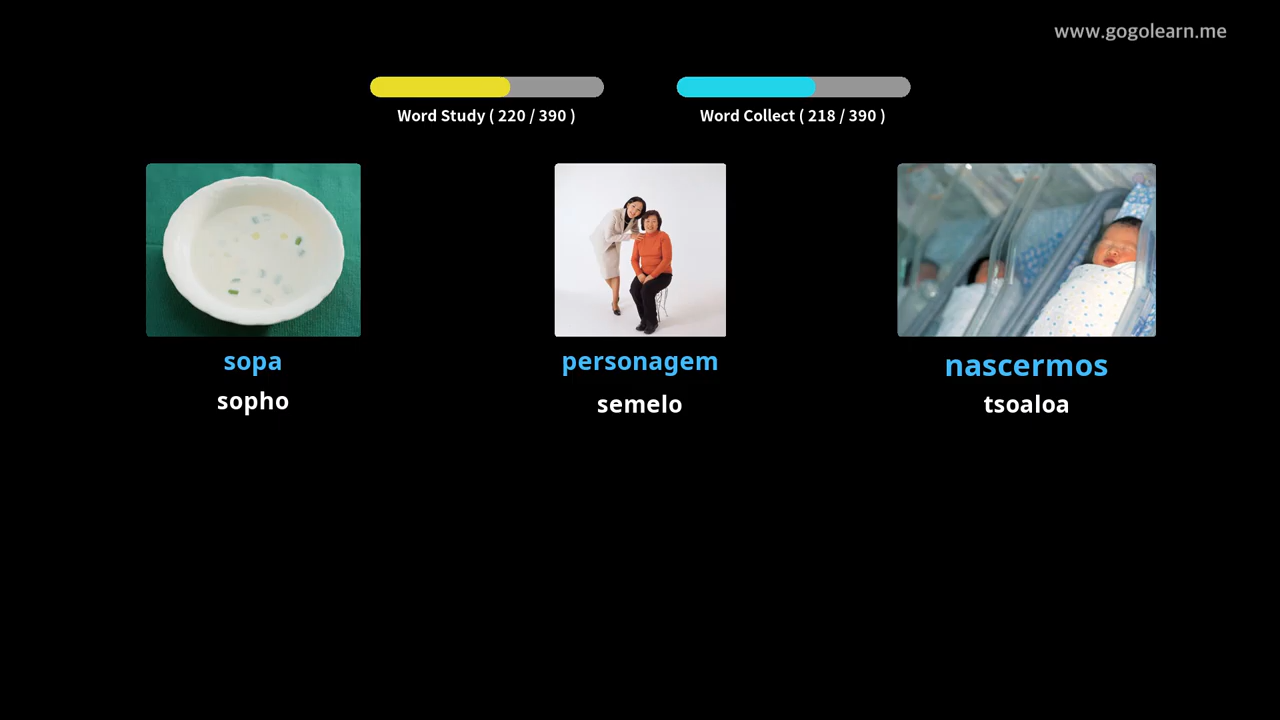 www.gogolearn.me
Word Study ( 220 / 390 )
Word Collect ( 218 / 390 )
sopa
sopho
personagem
semelo
nascermos
tsoaloa